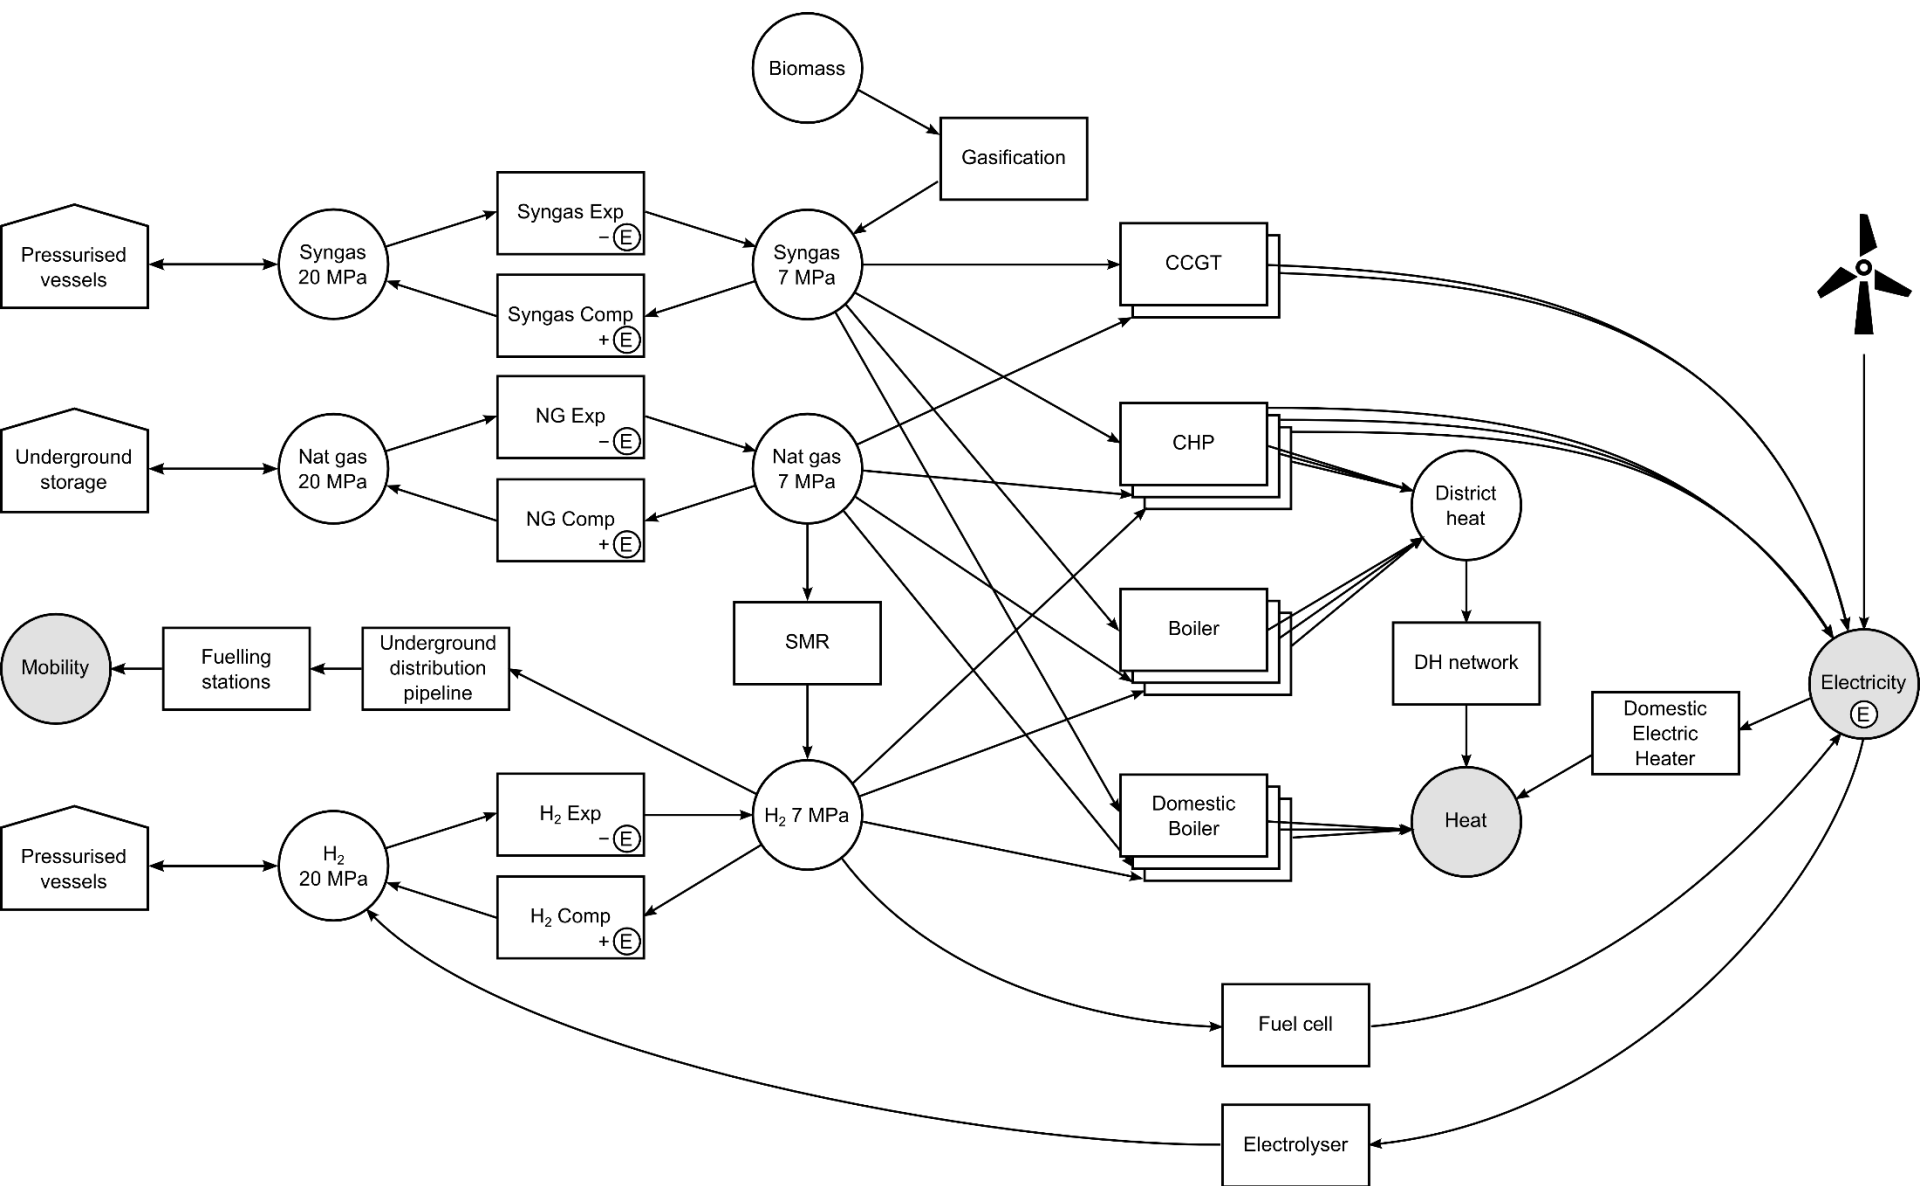 Biomass
Gasification
Syngas Exp
− E
Pressurised
vessels
Syngas
20 MPa
Syngas Comp
+ E
Syngas
7 MPa
CCGT
NG Exp
− E
Underground
storage
Nat gas
20 MPa
NG Comp
+ E
Nat gas
7 MPa
CHP
District
heat
Mobility
Fuelling
stations
Underground
distribution
pipeline
SMR
Boiler
DH network
Electricity
E
Domestic
Electric
Heater
H₂ Exp
− E
Pressurised
vessels
H₂
20 MPa
H₂ Comp
+ E
H₂ 7 MPa
Domestic
Boiler
Heat
Fuel cell
Electrolyser